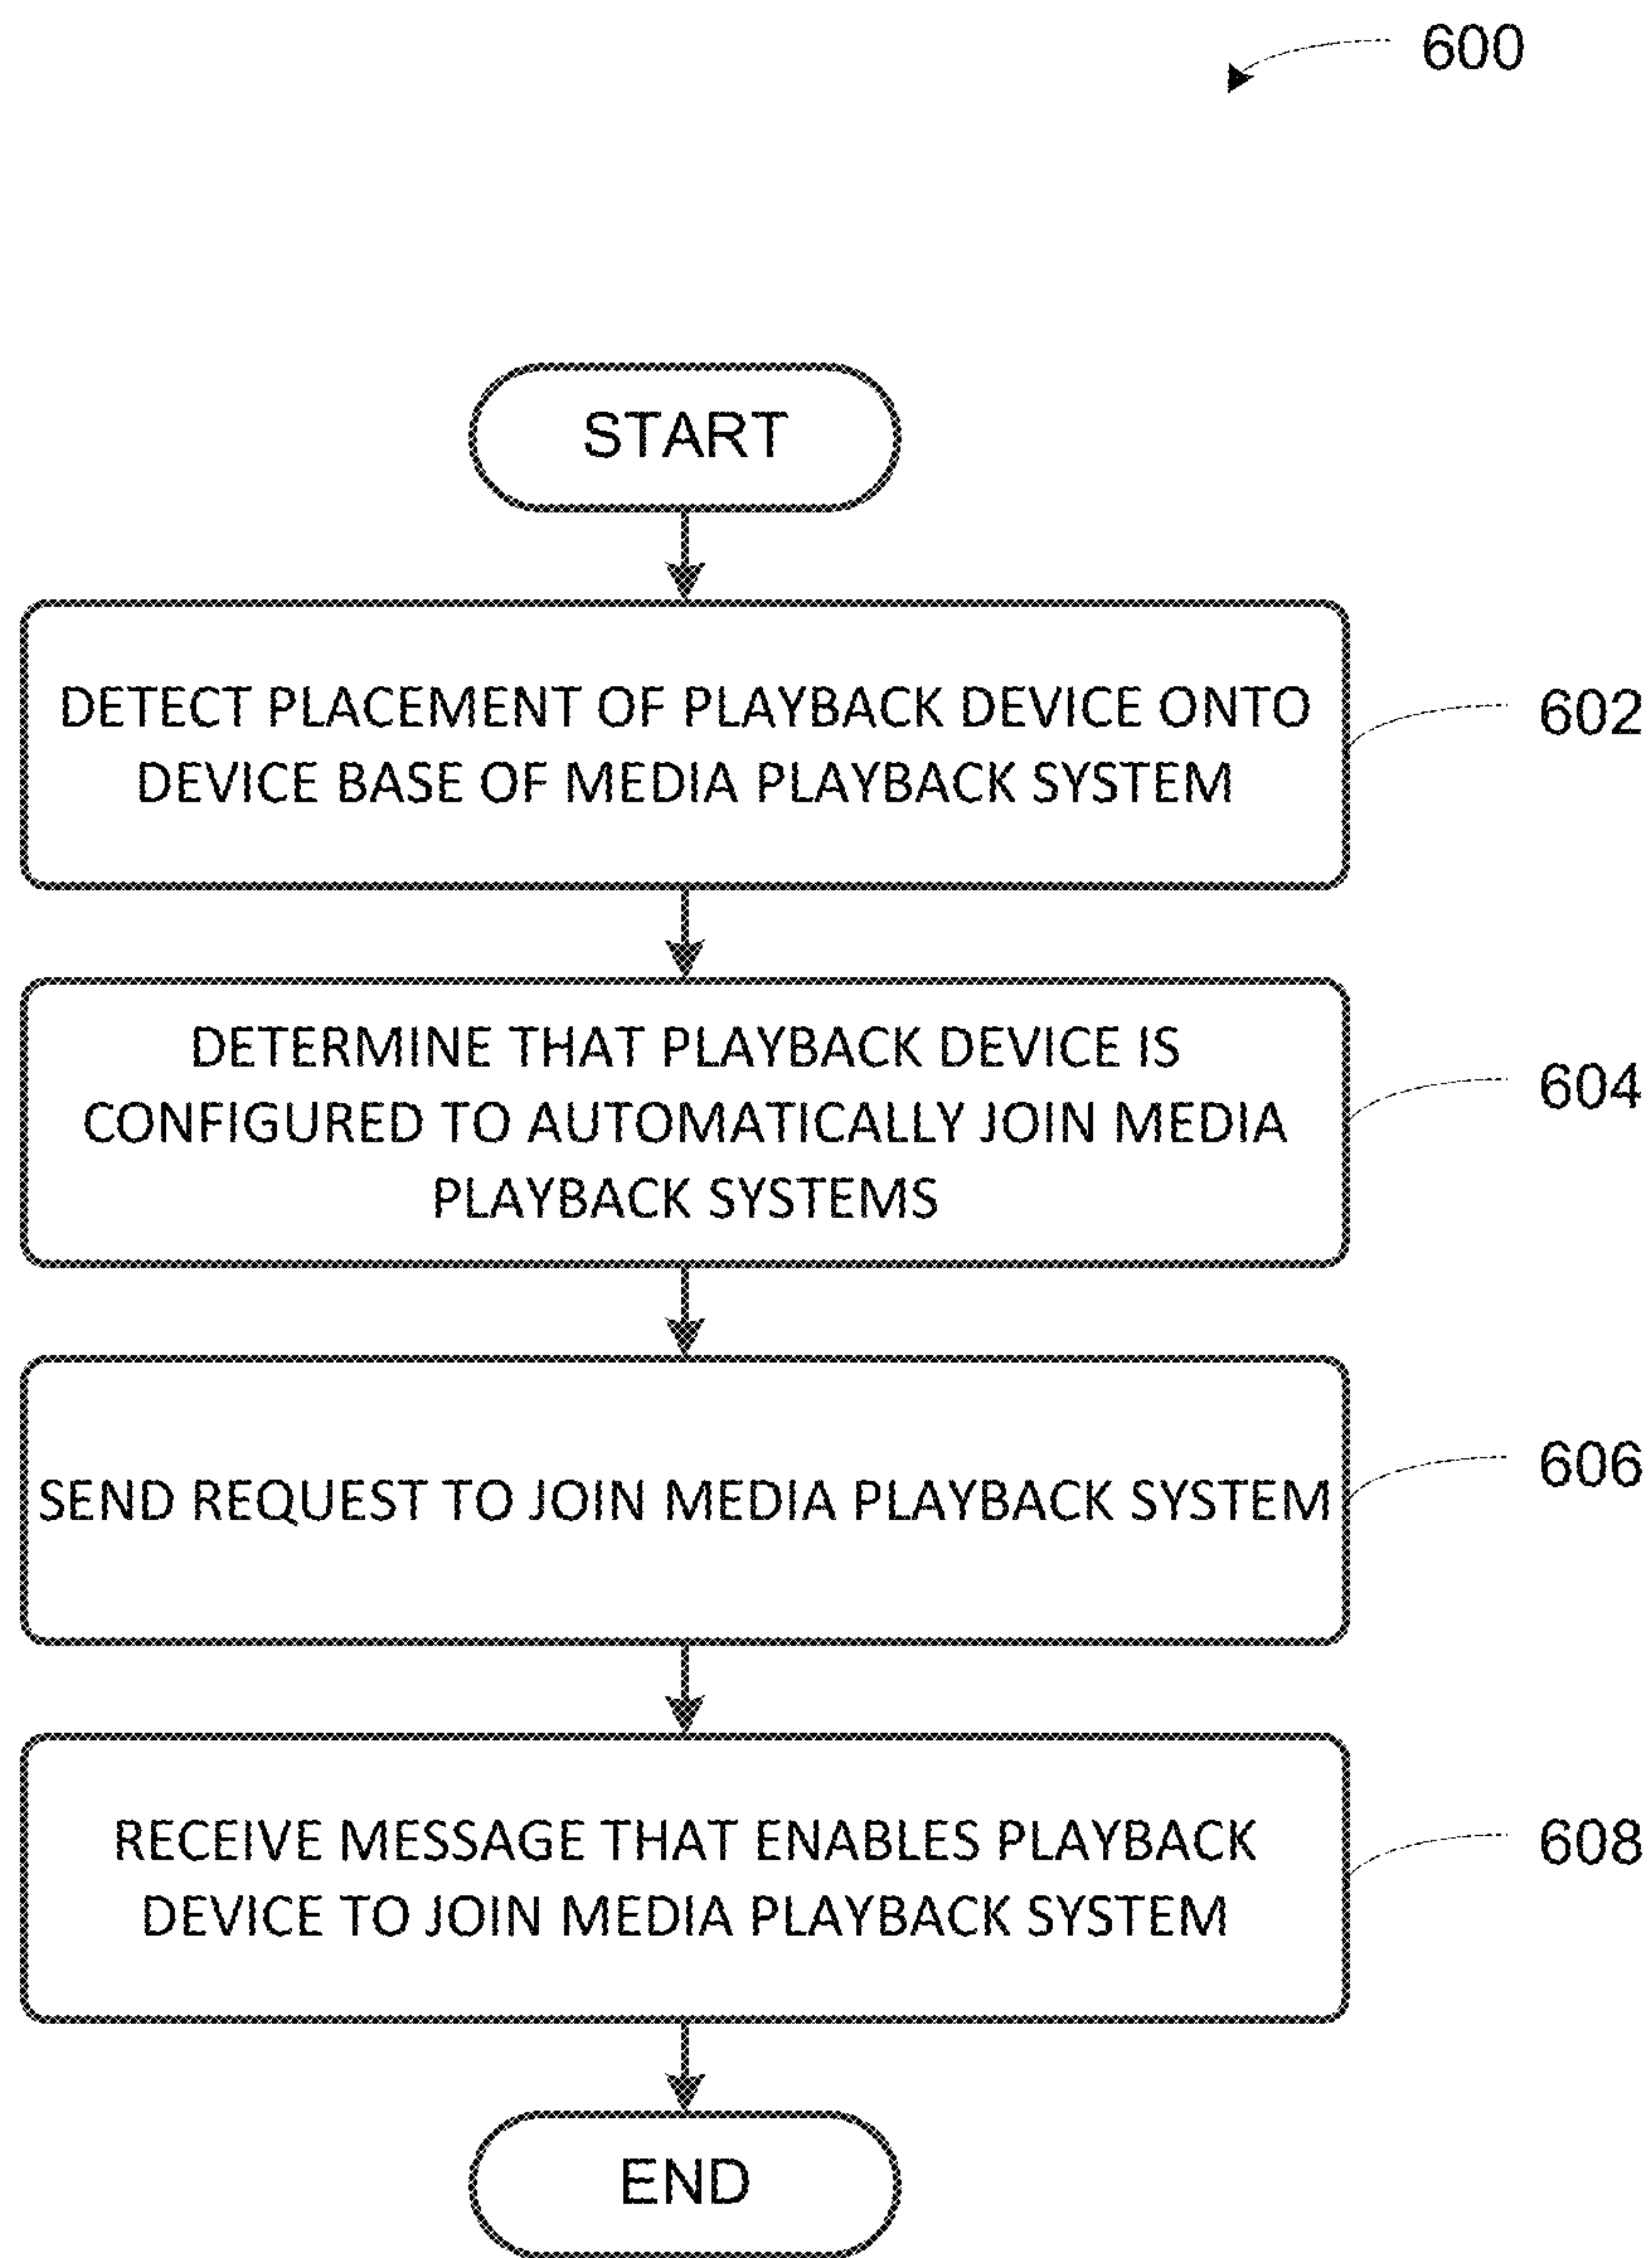 600
START
DETECT PLACEMENT OF PLAYBACK DEVICE ONTO
DEVICE BASE OF MEDIA PLAYBACK SYSTEM
602
DETERMINE THAT PLAYBACK DEVICE IS
CONFIGURED TO AUTOMATICALLY JOIN MEDIA
PLAYBACK SYSTEMS
604
SEND REQUEST TO JOIN MEDIA PLAYBACK SYSTEM
606
RECEIVE MESSAGE THAT ENABLES PLAYBACK
DEVICE TO JOIN MEDIA PLAYBACK SYSTEM
608
END